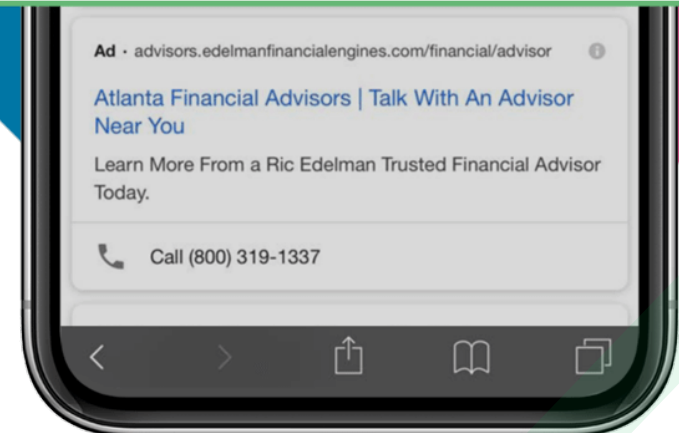 Ad · advisors.edelmanfinancialengines.com/financial/advisor
Atlanta Financial Advisors | Talk With An Advisor
Near You
Learn More From a Ric Edelman Trusted Financial Advisor
Today.
Call (800) 319-1337